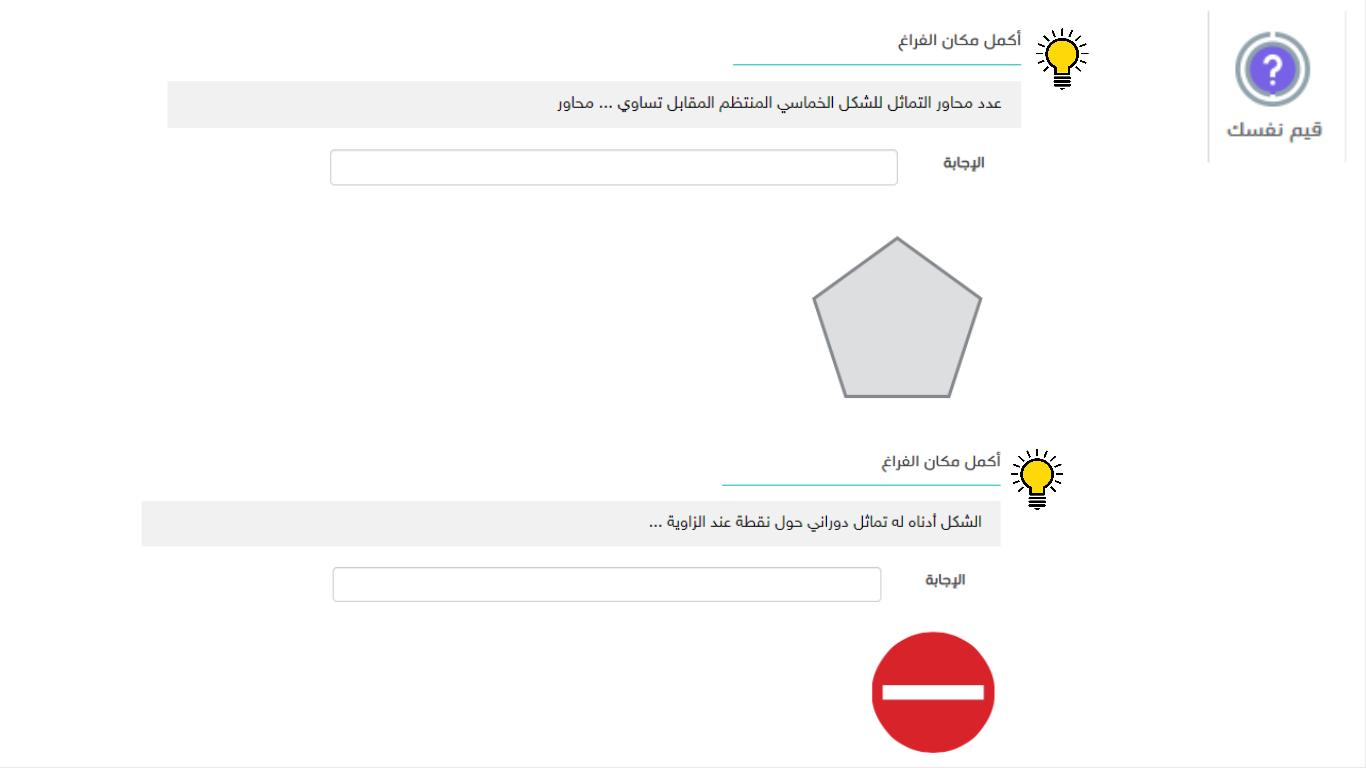 قيم نفسك
أكمل مكان الفراغ
عدد محاور التماثل للشكل الخماسي المنتظم المقابل تساوي ... محاور
الإجابة
أكمل مكان الفراغ
الشكل أدناه له تماثل دوراني حول نقطة عند الزاوية ...
الإجابة